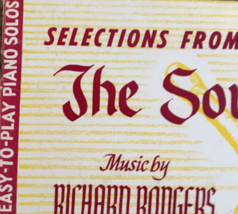 EASY-TO-PLAY PIANO SOLOS
SELECTIONS FROM
The Sou
Music by
RICHARD RODGERS